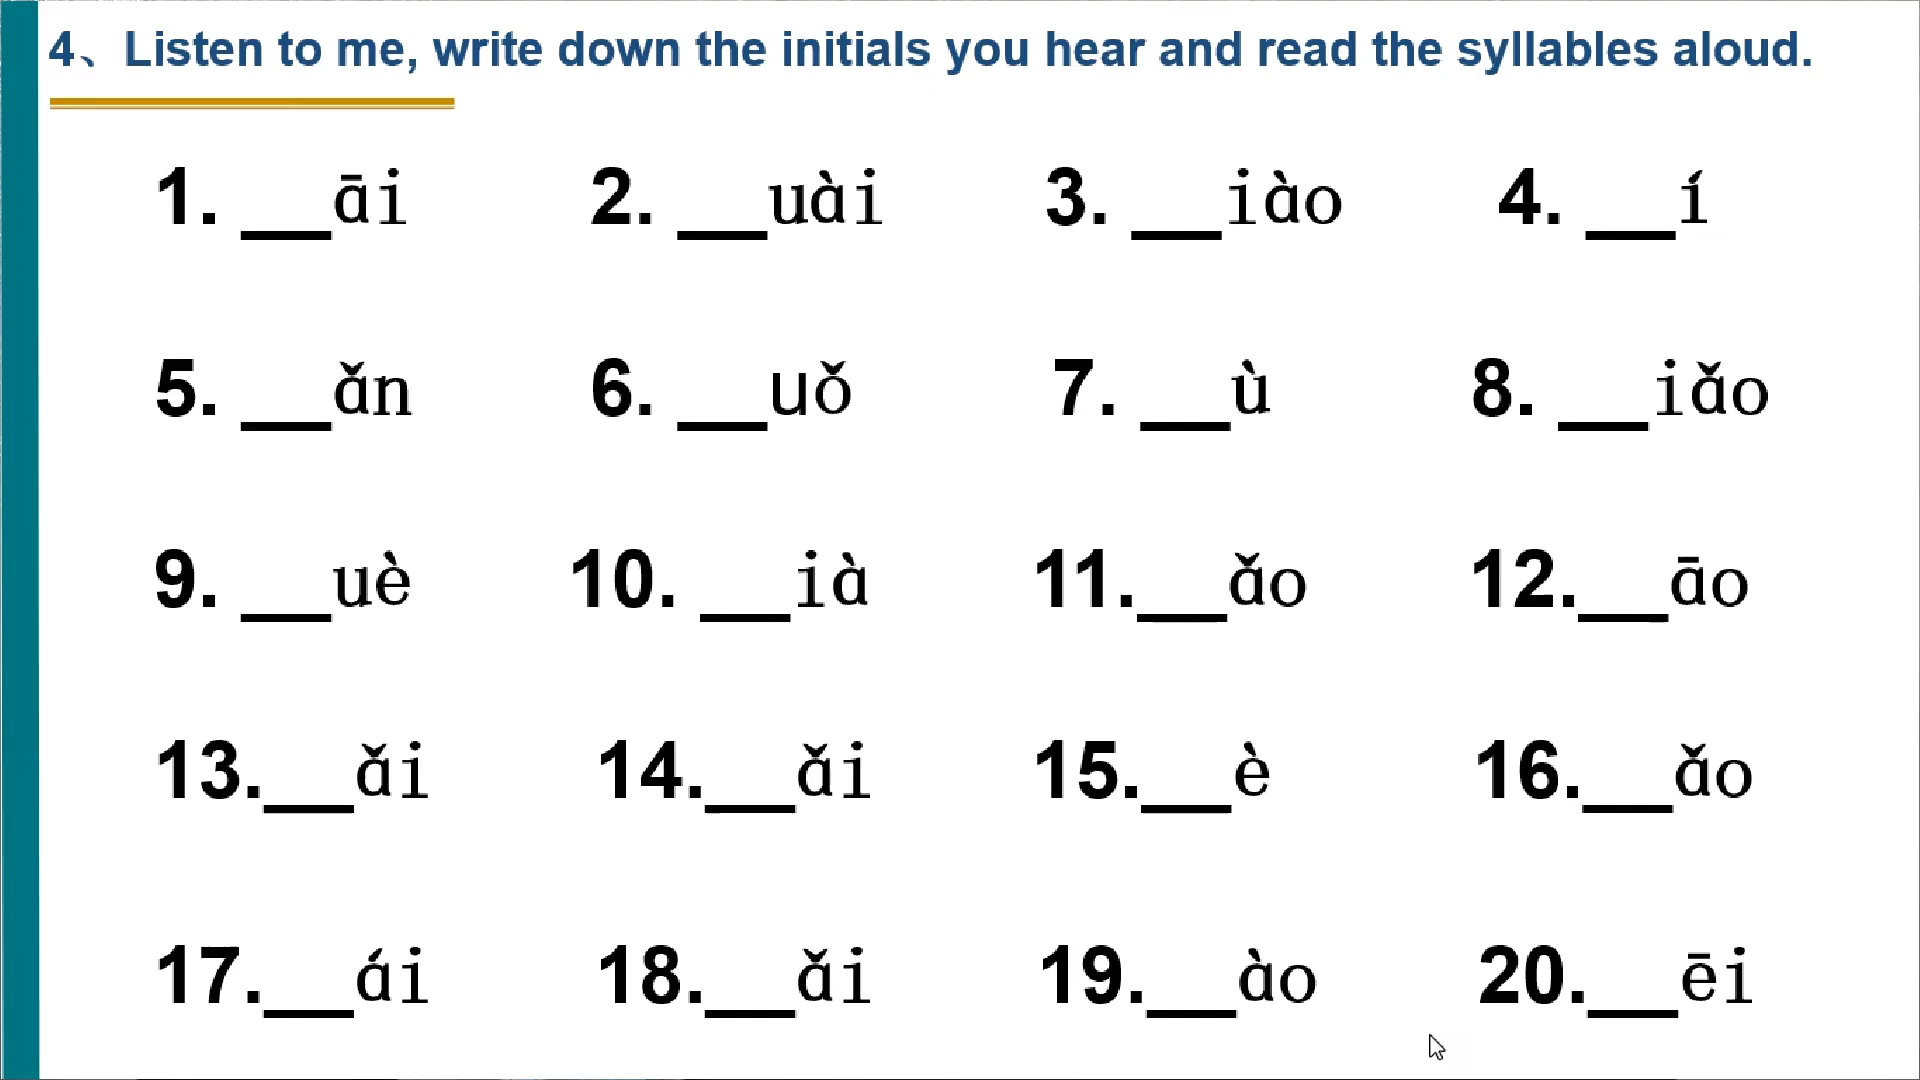 4、Listen to me, write down the initials you hear and read the syllables aloud.
1. __āi 2. __uài 3. __iào 4. __í
5. __ǎn 6. __uǒ 7. __ù 8. __iǎo
9. __uè 10. __ià 11.__ǎo 12.__āo
13.__ǎi 14.__ǎi 15.__è 16.__ǎo
17.__ái 18.__ǎi 19.__ào 20.__ēi